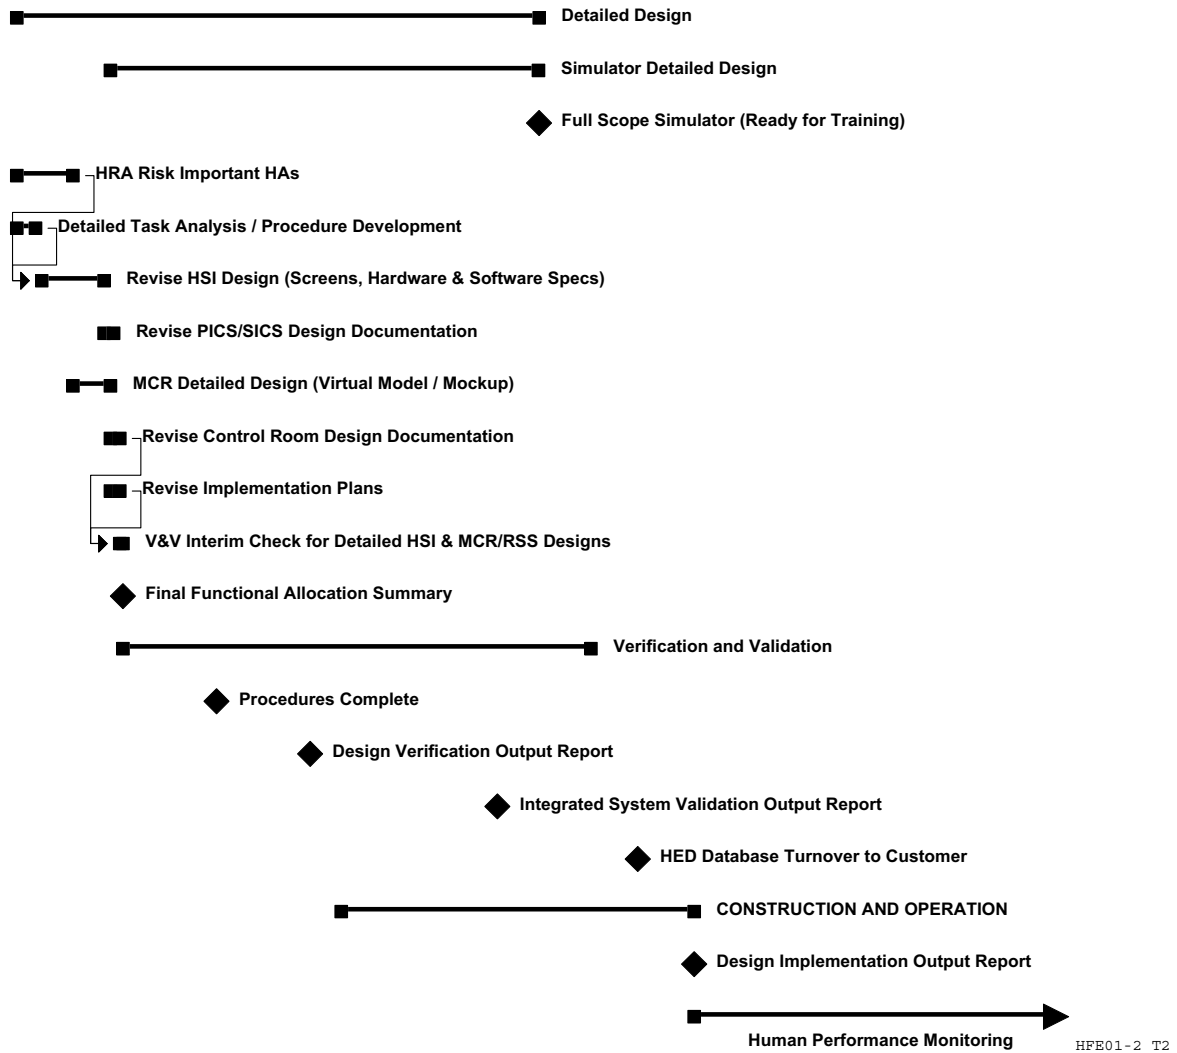 Detailed Design
Simulator Detailed Design
Full Scope Simulator (Ready for Training)
HRA Risk Important HAs
Detailed Task Analysis / Procedure Development
Revise HSI Design (Screens, Hardware & Software Specs)
Revise PICS/SICS Design Documentation
MCR Detailed Design (Virtual Model / Mockup)
Revise Control Room Design Documentation
Revise Implementation Plans
V&V Interim Check for Detailed HSI & MCR/RSS Designs
Final Functional Allocation Summary
Verification and Validation
Procedures Complete
Design Verification Output Report
Integrated System Validation Output Report
HED Database Turnover to Customer
CONSTRUCTION AND OPERATION
Design Implementation Output Report
Human Performance Monitoring
HFE01-2 T2